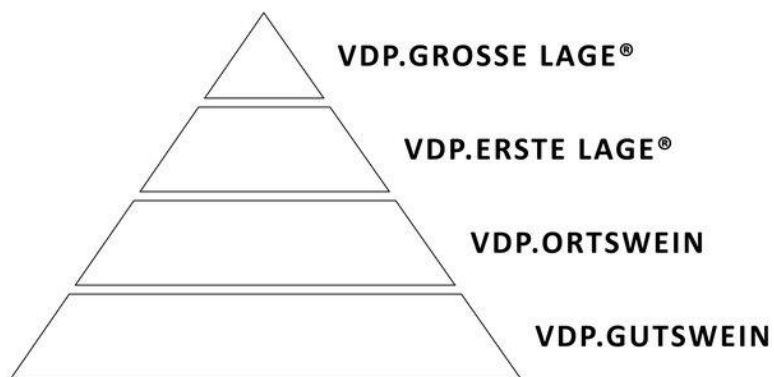 VDP.GROSSE LAGE®
VDP.ERSTE LAGE®
VDP.ORTSWEIN
VDP.GUTSWEIN